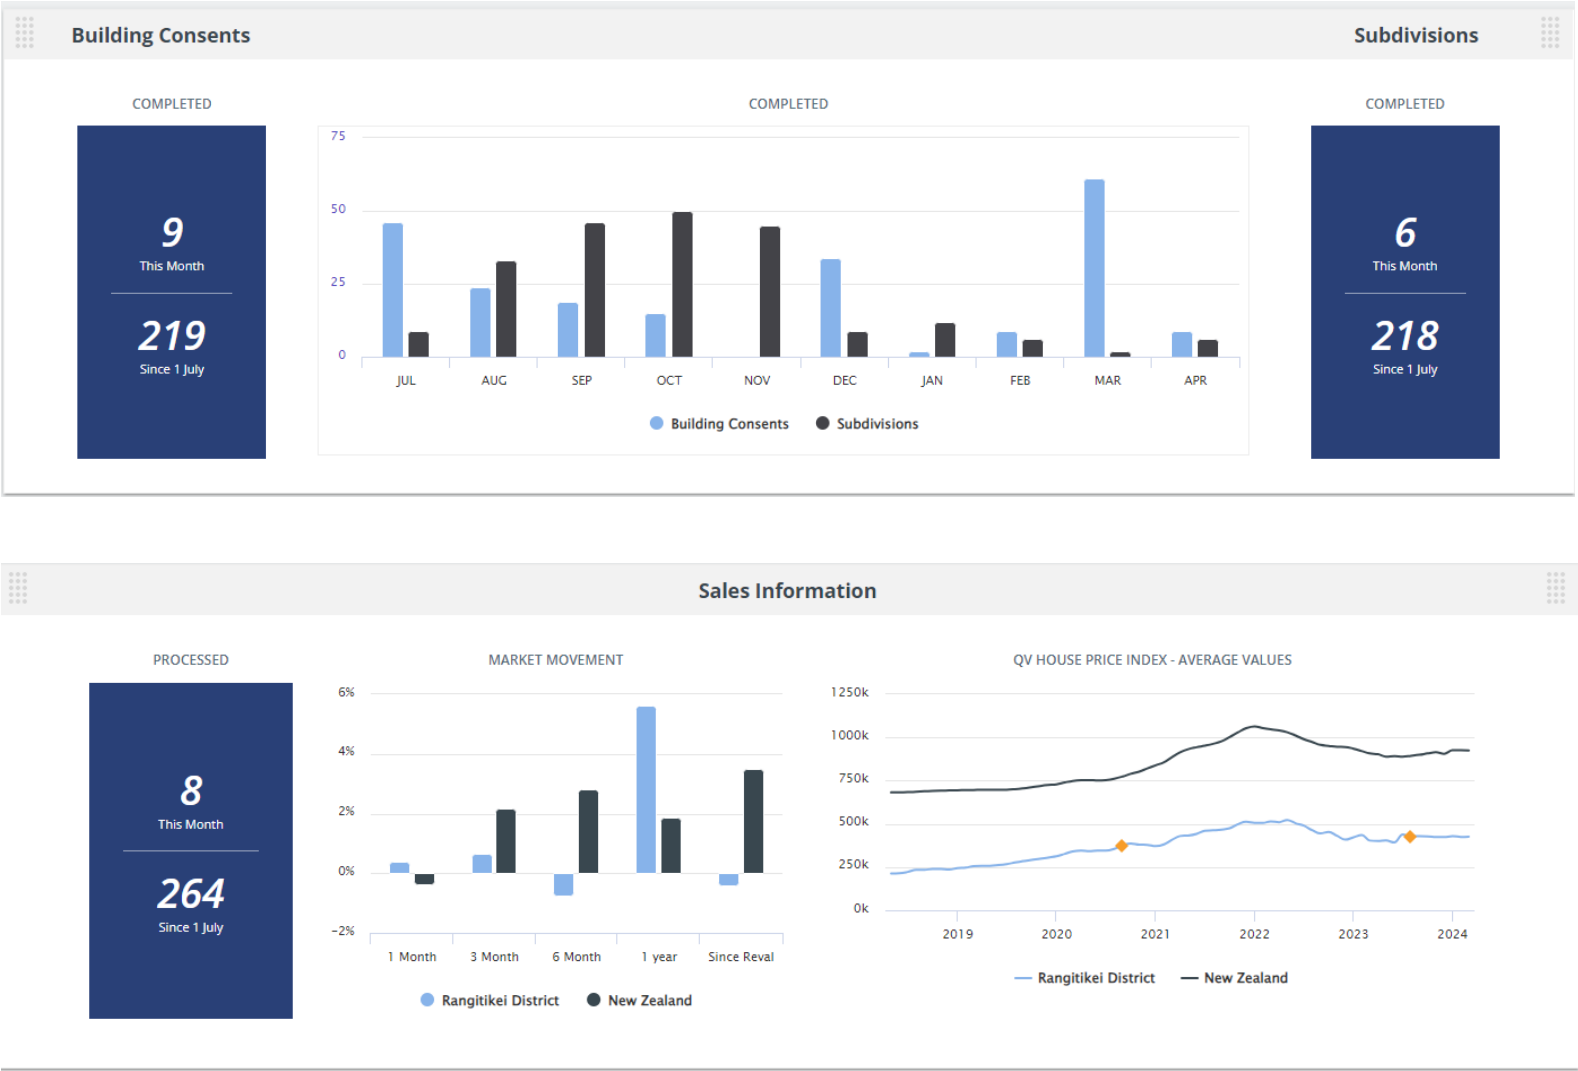 Building Consents
Subdivisions
COMPLETED
COMPLETED
COMPLETED
9
This Month
219
Since 1 July
75
50
25
0
JUL AUG SEP OCT NOV DEC JAN FEB MAR APR
Building Consents Subdivisions
6
This Month
218
Since 1 July
Sales Information
PROCESSED
8
This Month
264
Since 1 July
MARKET MOVEMENT
6%
4%
2%
0%
-2%
1 Month 3 Month 6 Month 1 year Since Reval
Rangitikei District New Zealand
QV HOUSE PRICE INDEX - AVERAGE VALUES
1250k
1000k
750k
500k
250k
0k
2019 2020 2021 2022 2023 2024
Rangitikei District New Zealand